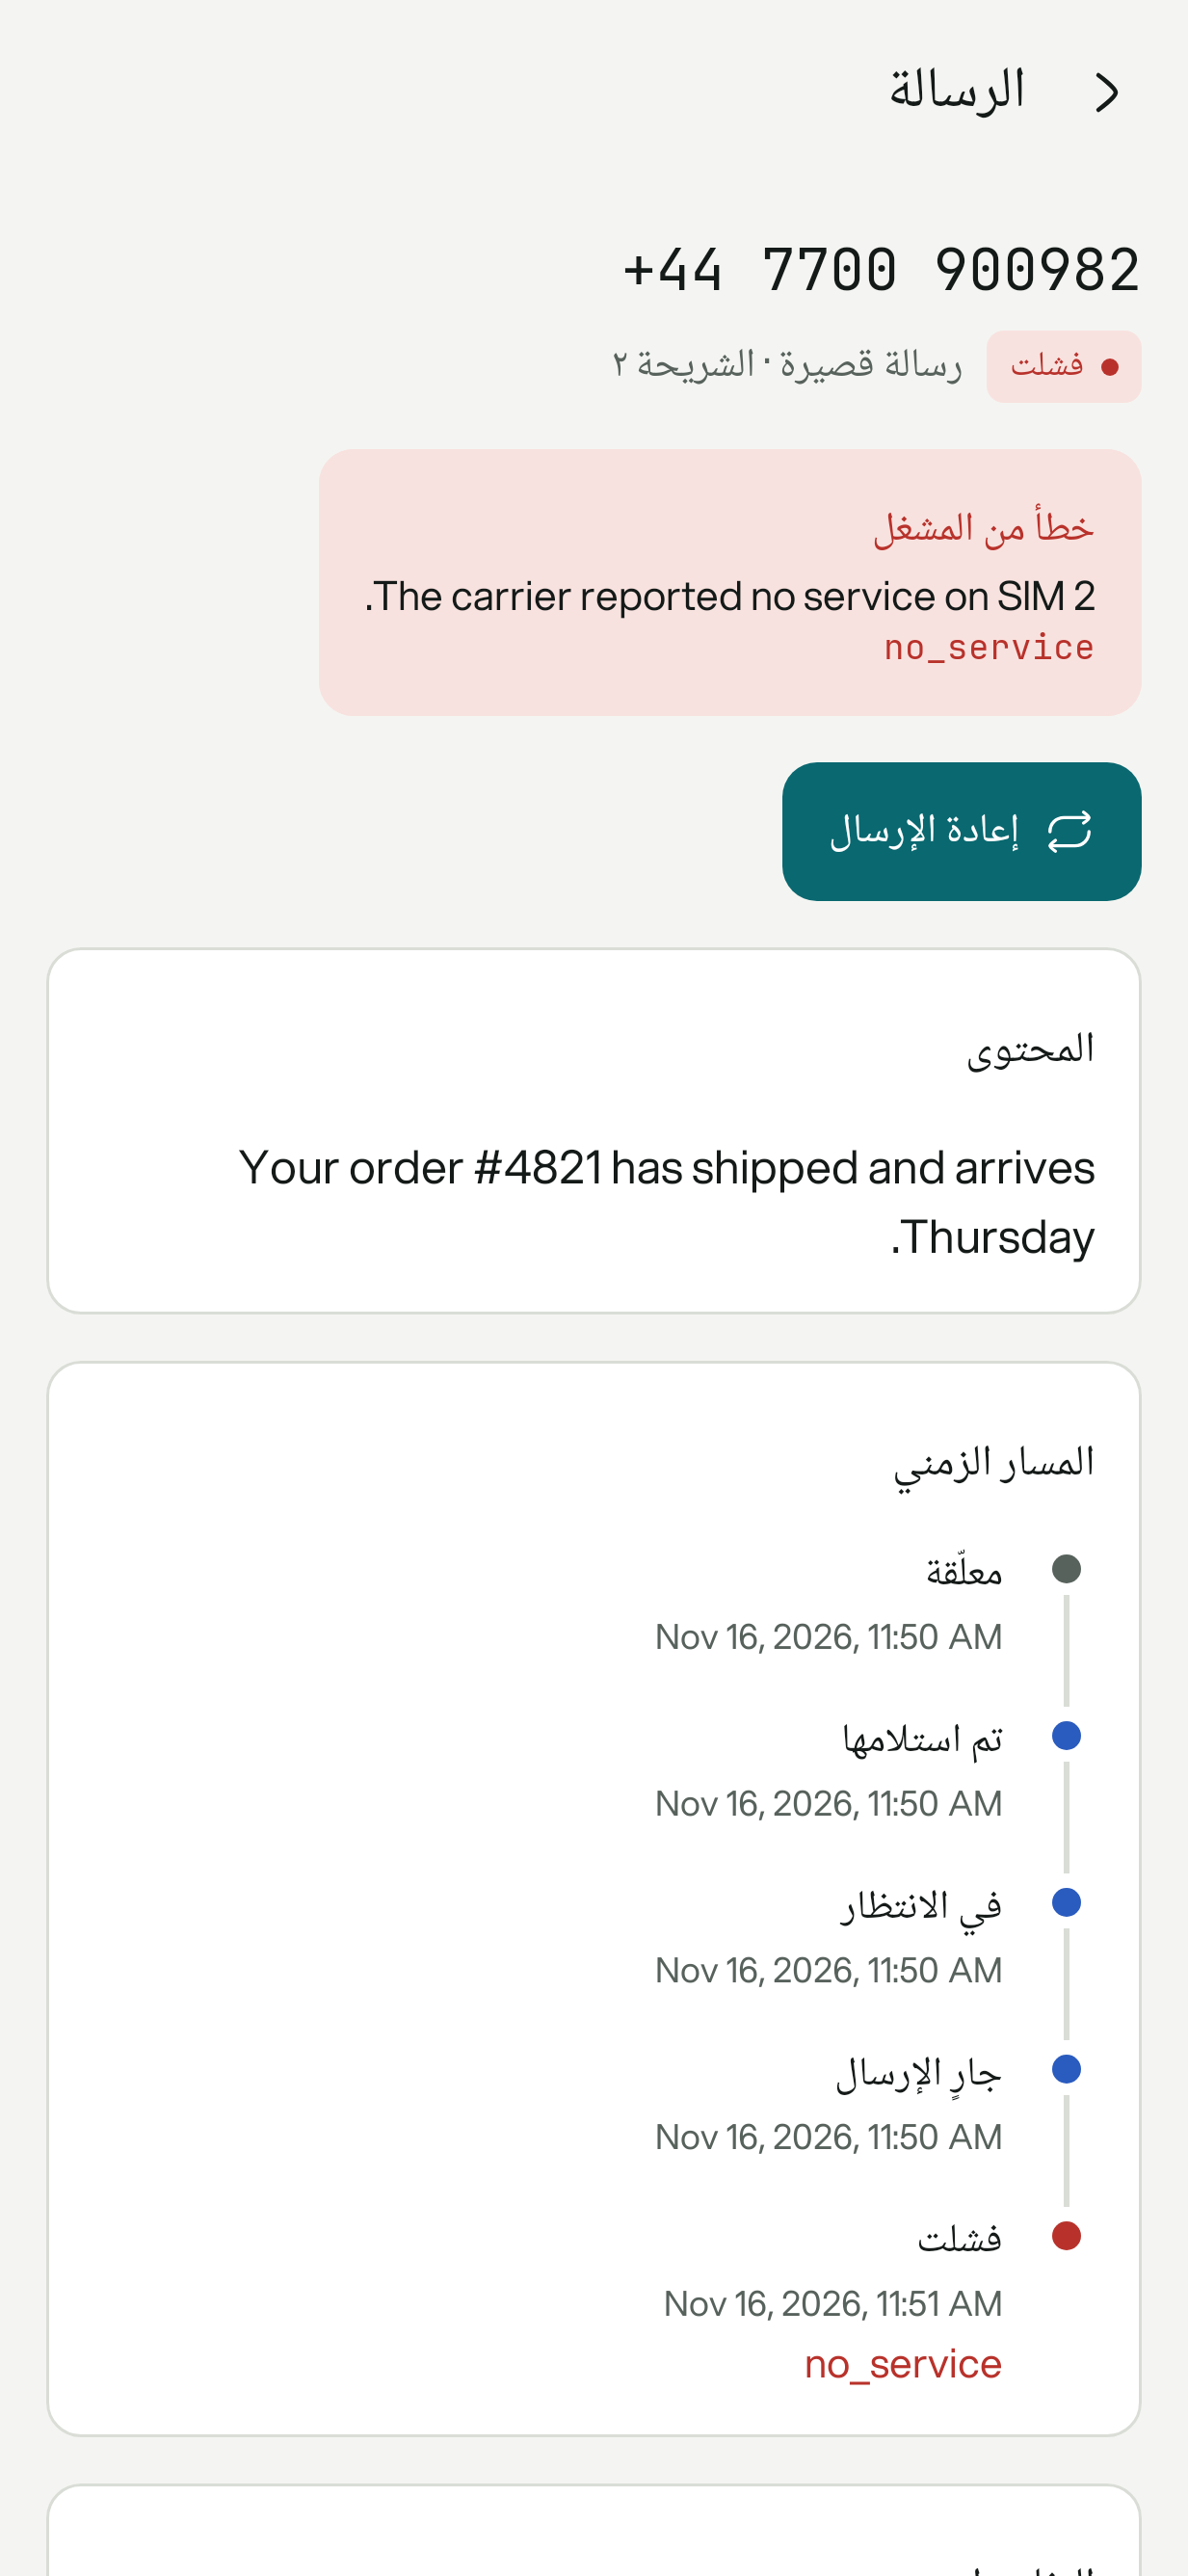 الرسالة
+44 7700 900982
فشلت
رسالة قصيرة · الشريحة ٢
خطأ من المشغل
The carrier reported no service on SIM 2.
no_service
إعادة الإرسال
المحتوى
Your order #4821 has shipped and arrives
Thursday.
المسار الزمني
معلّقة
Nov 16, 2026, 11:50 AM
تم استلامها
Nov 16, 2026, 11:50 AM
في الانتظار
Nov 16, 2026, 11:50 AM
جارٍ الإرسال
Nov 16, 2026, 11:50 AM
فشلت
Nov 16, 2026, 11:51 AM
no_service